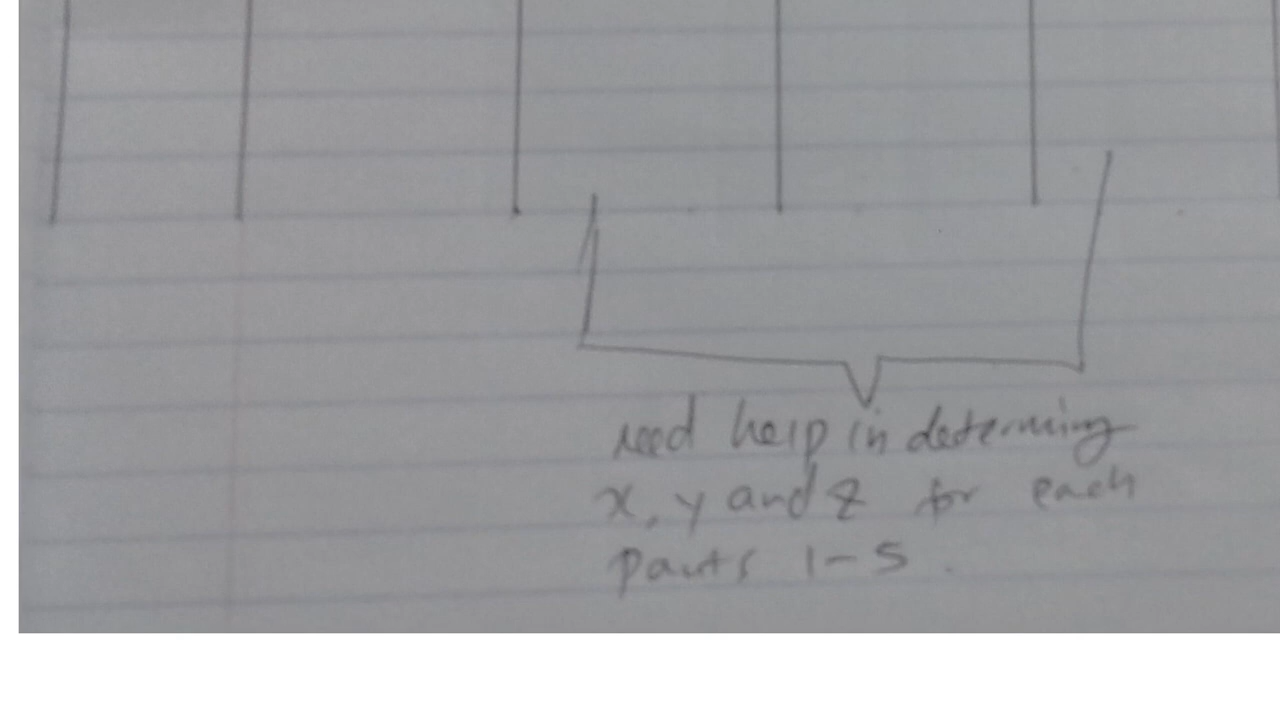 need help in determing
x, y and z for each
parts 1-5.